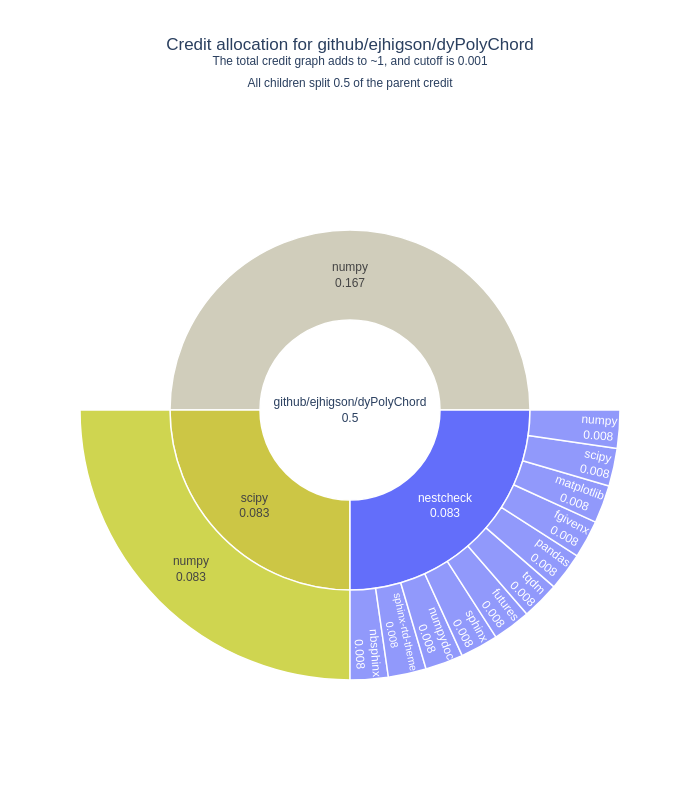 Credit allocation for github/ejhigson/dyPolyChord
The total credit graph adds to ~1, and cutoff is 0.001
All children split 0.5 of the parent credit
numpy
0.167
github/ejhigson/dyPolyChord
0.5
scipy
0.083
nestcheck
0.083
numpy
0.083
numpy
0.008
scipy
0.008
matplotlib
0.008
fgivenx
0.008
pandas
0.008
tqdm
0.008
futures
0.008
sphinx
0.008
numpydoc
0.008
sphinx-rtd-theme
0.008
nbsphinx
0.008